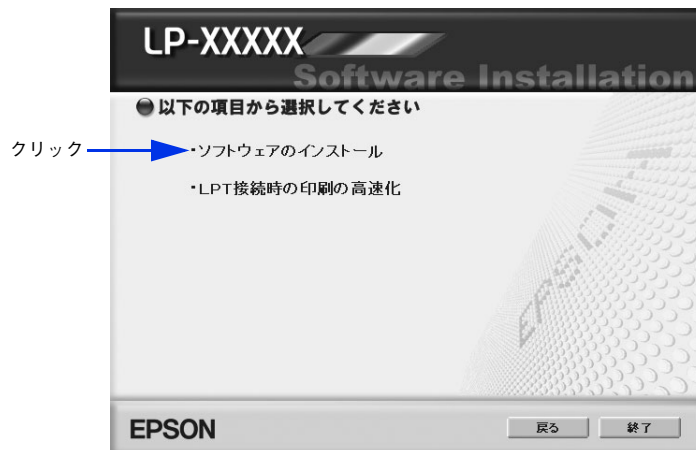 LP-XXXXX
Software Installation
以下の項目から選択してください
クリック
・ソフトウェアのインストール
・LPT接続時の印刷の高速化
EPSON
EPSON
戻る
終了